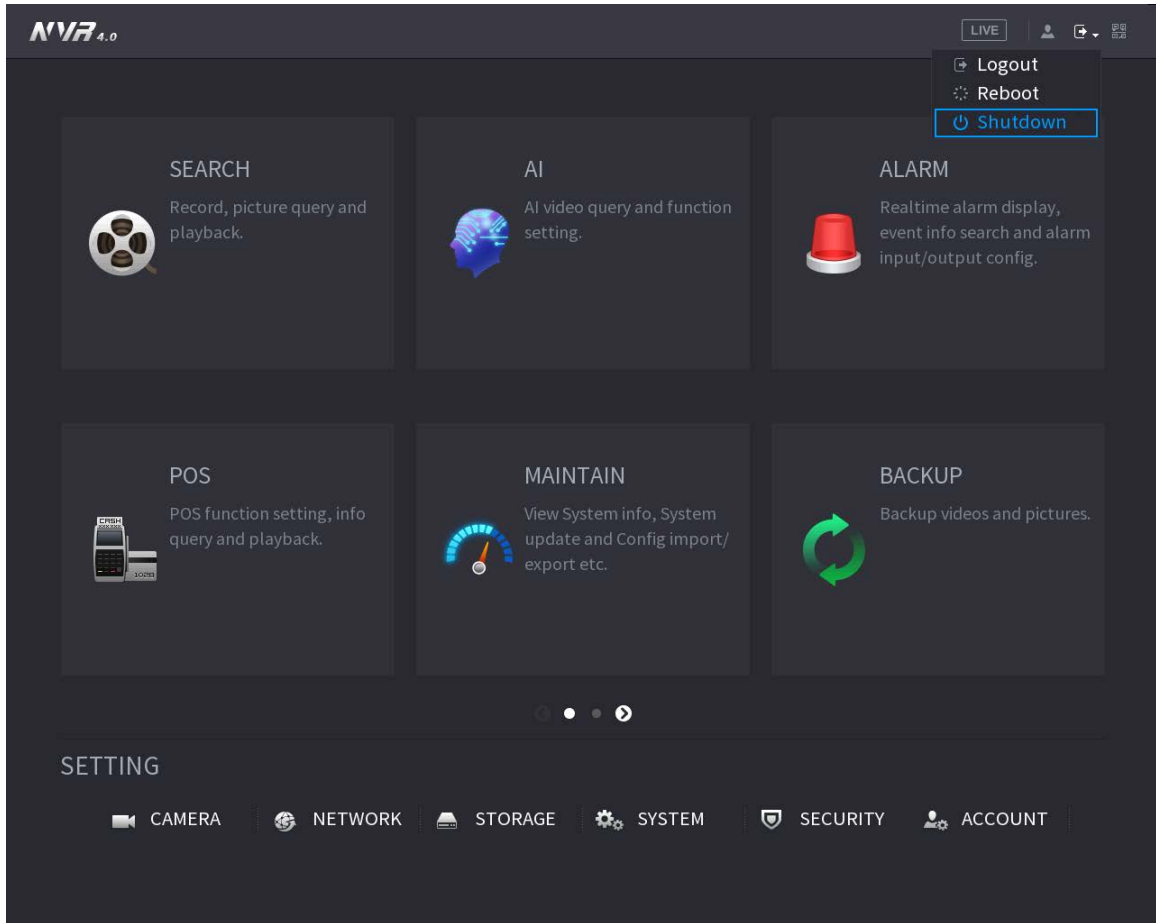 NVR 4.0
LIVE
Logout
Reboot
Shutdown
SEARCH
Record, picture query and
playback.
AI
AI video query and function
setting.
ALARM
Realtime alarm display,
event info search and alarm
input/output config.
POS
POS function setting, info
query and playback.
CASH
MAINTAIN
View System info, System
update and Config import/
export etc.
BACKUP
Backup videos and pictures.
SETTING
CAMERA
NETWORK
STORAGE
SYSTEM
SECURITY
ACCOUNT